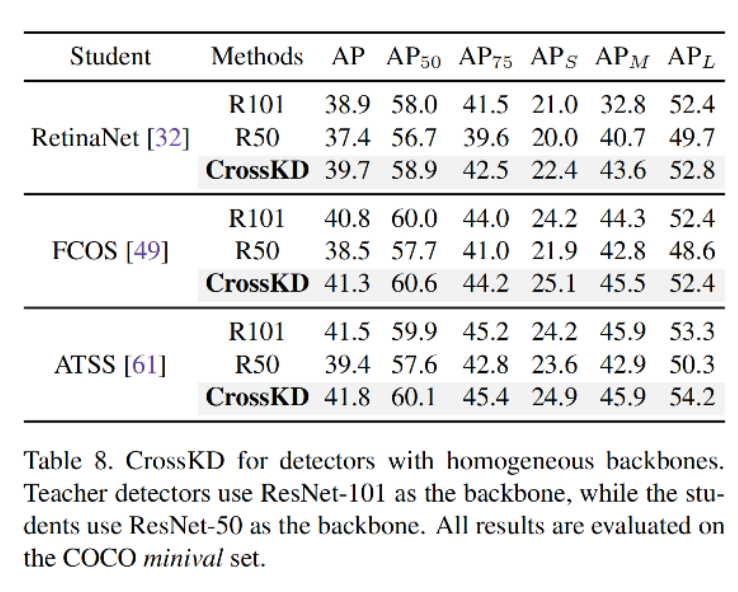 Student Methods AP AP50 AP75 APS APM APL
R101 38.9 58.0 41.5 21.0 32.8 52.4
RetinaNet [32] R50 37.4 56.7 39.6 20.0 40.7 49.7
CrossKD 39.7 58.9 42.5 22.4 43.6 52.8
R101 40.8 60.0 44.0 24.2 44.3 52.4
FCOS [49] R50 38.5 57.7 41.0 21.9 42.8 48.6
CrossKD 41.3 60.6 44.2 25.1 45.5 52.4
R101 41.5 59.9 45.2 24.2 45.9 53.3
ATSS [61] R50 39.4 57.6 42.8 23.6 42.9 50.3
CrossKD 41.8 60.1 45.4 24.9 45.9 54.2
Table 8. CrossKD for detectors with homogeneous backbones.
Teacher detectors use ResNet-101 as the backbone, while the stu-
dents use ResNet-50 as the backbone. All results are evaluated on
the COCO minival set.